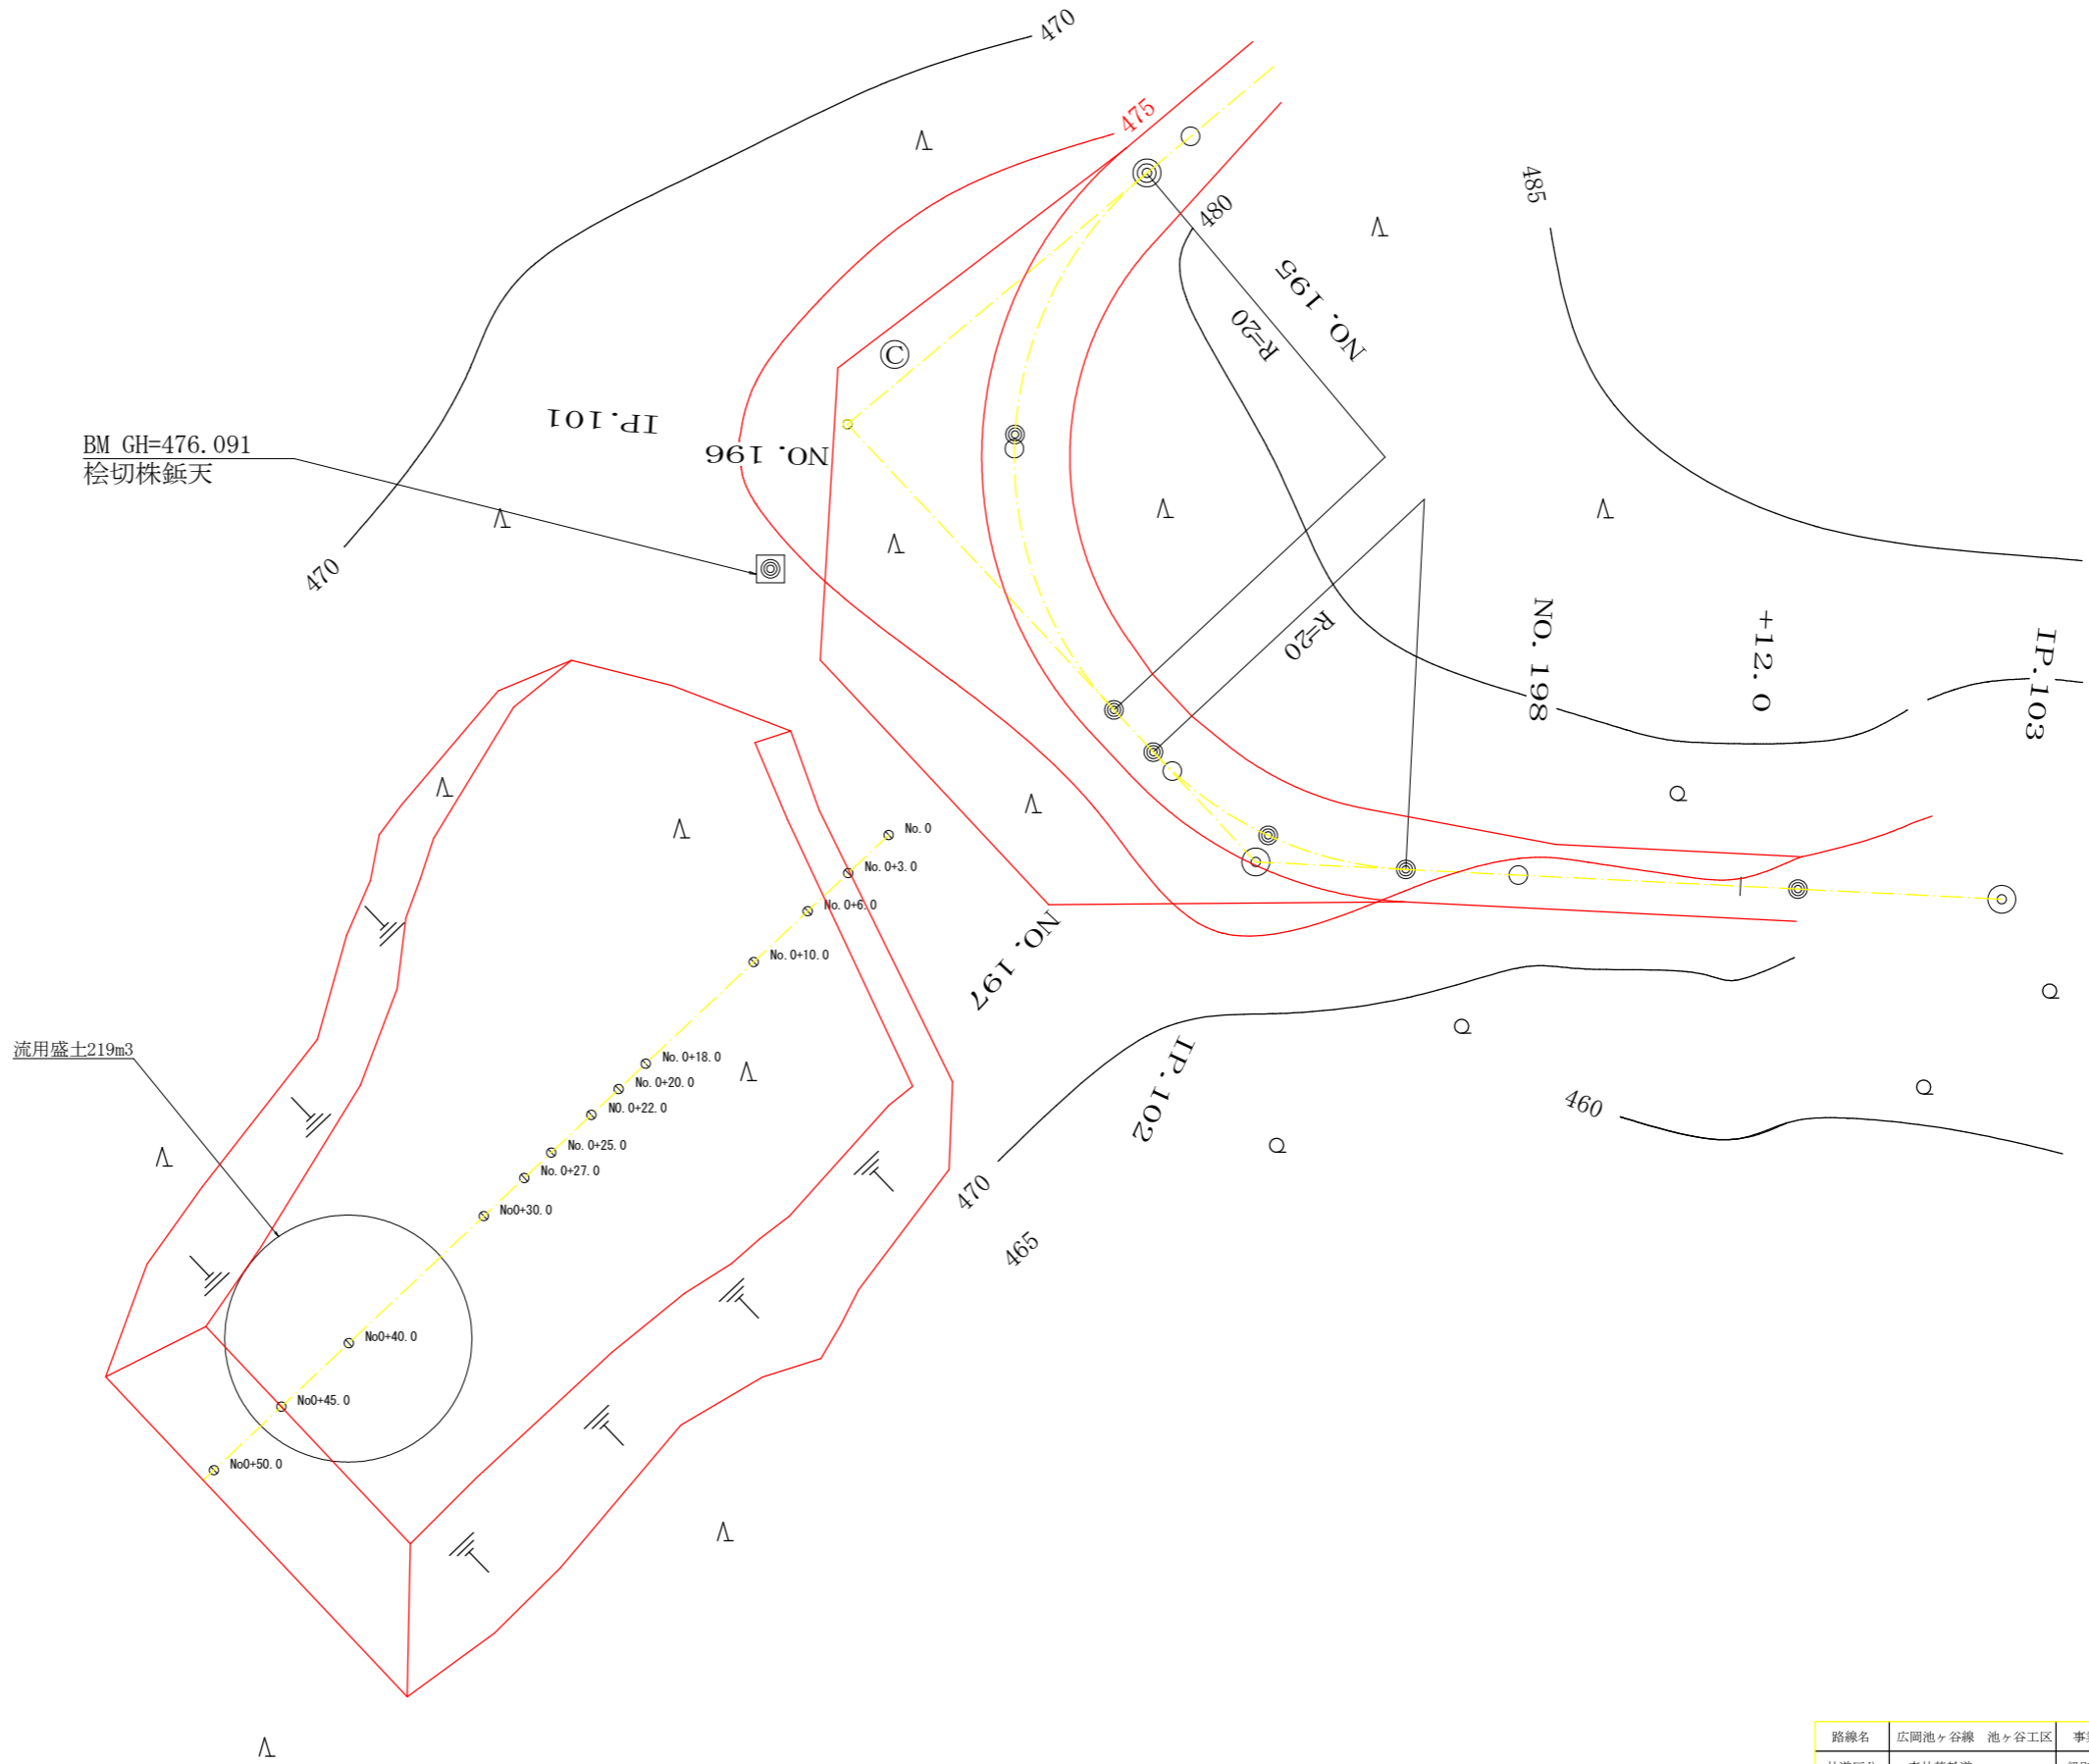 470
475
480
485
NO. 195
R=20
©
IP.101
NO. 196
BM GH=476.091
桧切株鋲天
470
R=20
NO. 198
+12.0
IP.103
No. 0
No. 0+3.0
No. 0+6.0
No. 0+10.0
NO. 197
流用盛土219m3
No. 0+18.0
No. 0+20.0
NO. 0+22.0
No. 0+25.0
No. 0+27.0
No0+30.0
IP.102
460
470
465
No0+40.0
No0+45.0
No0+50.0
路線名 広岡池ヶ谷線 池ヶ谷工区